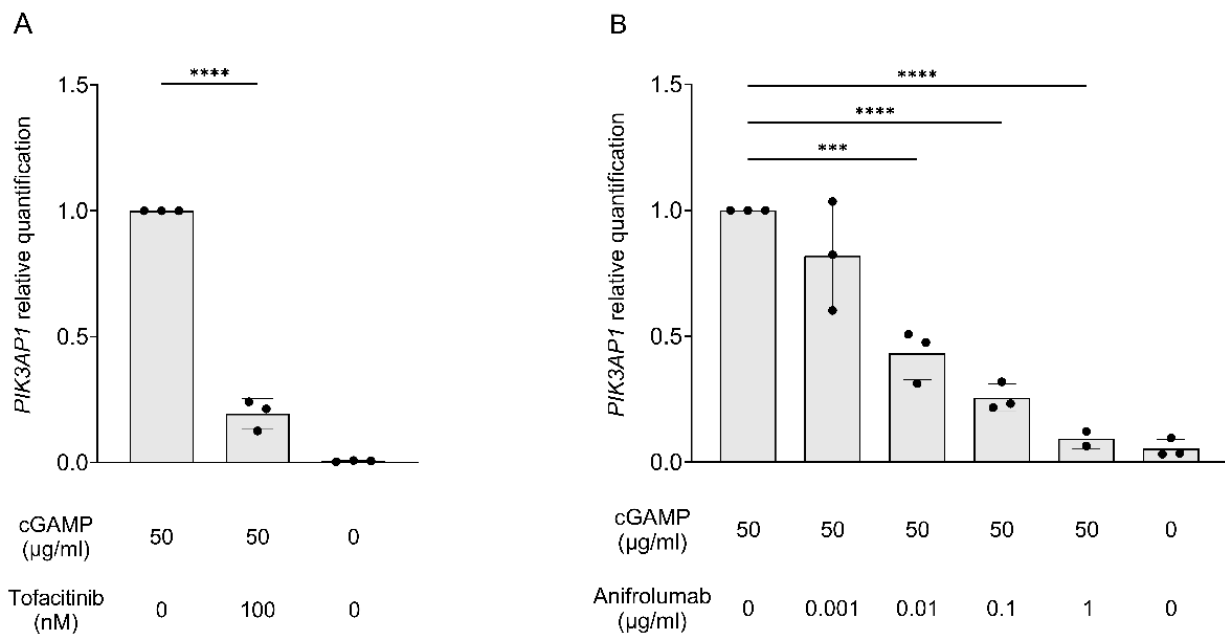 A
****
1.5
1.0
0.5
0.0
PIK3AP1 relative quantification
cGAMP
(µg/ml)
50 50 0
Tofacitinib
(nM)
0 100 0
B
****
****
***
1.5
1.0
0.5
0.0
PIK3AP1 relative quantification
cGAMP
(µg/ml)
50 50 50 50 50 0
Anifrolumab
(µg/ml)
0 0.001 0.01 0.1 1 0